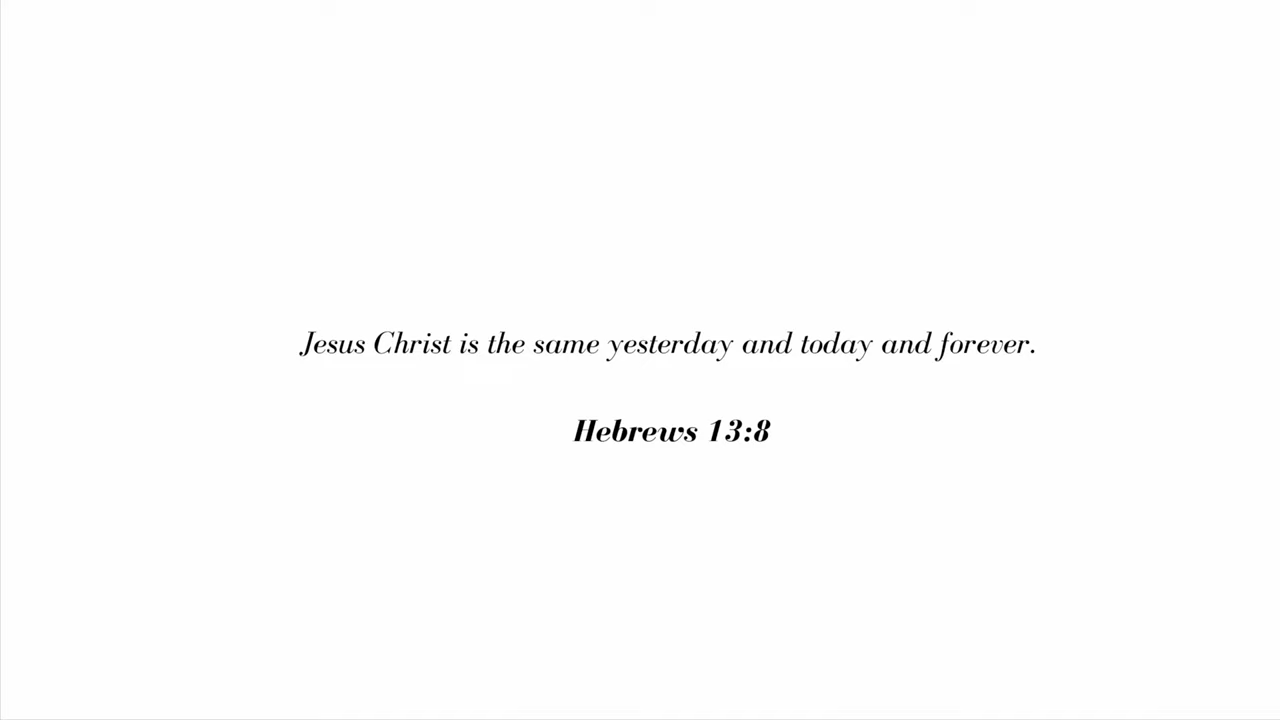 Jesus Christ is the same yesterday and today and forever.
Hebrews 13:8